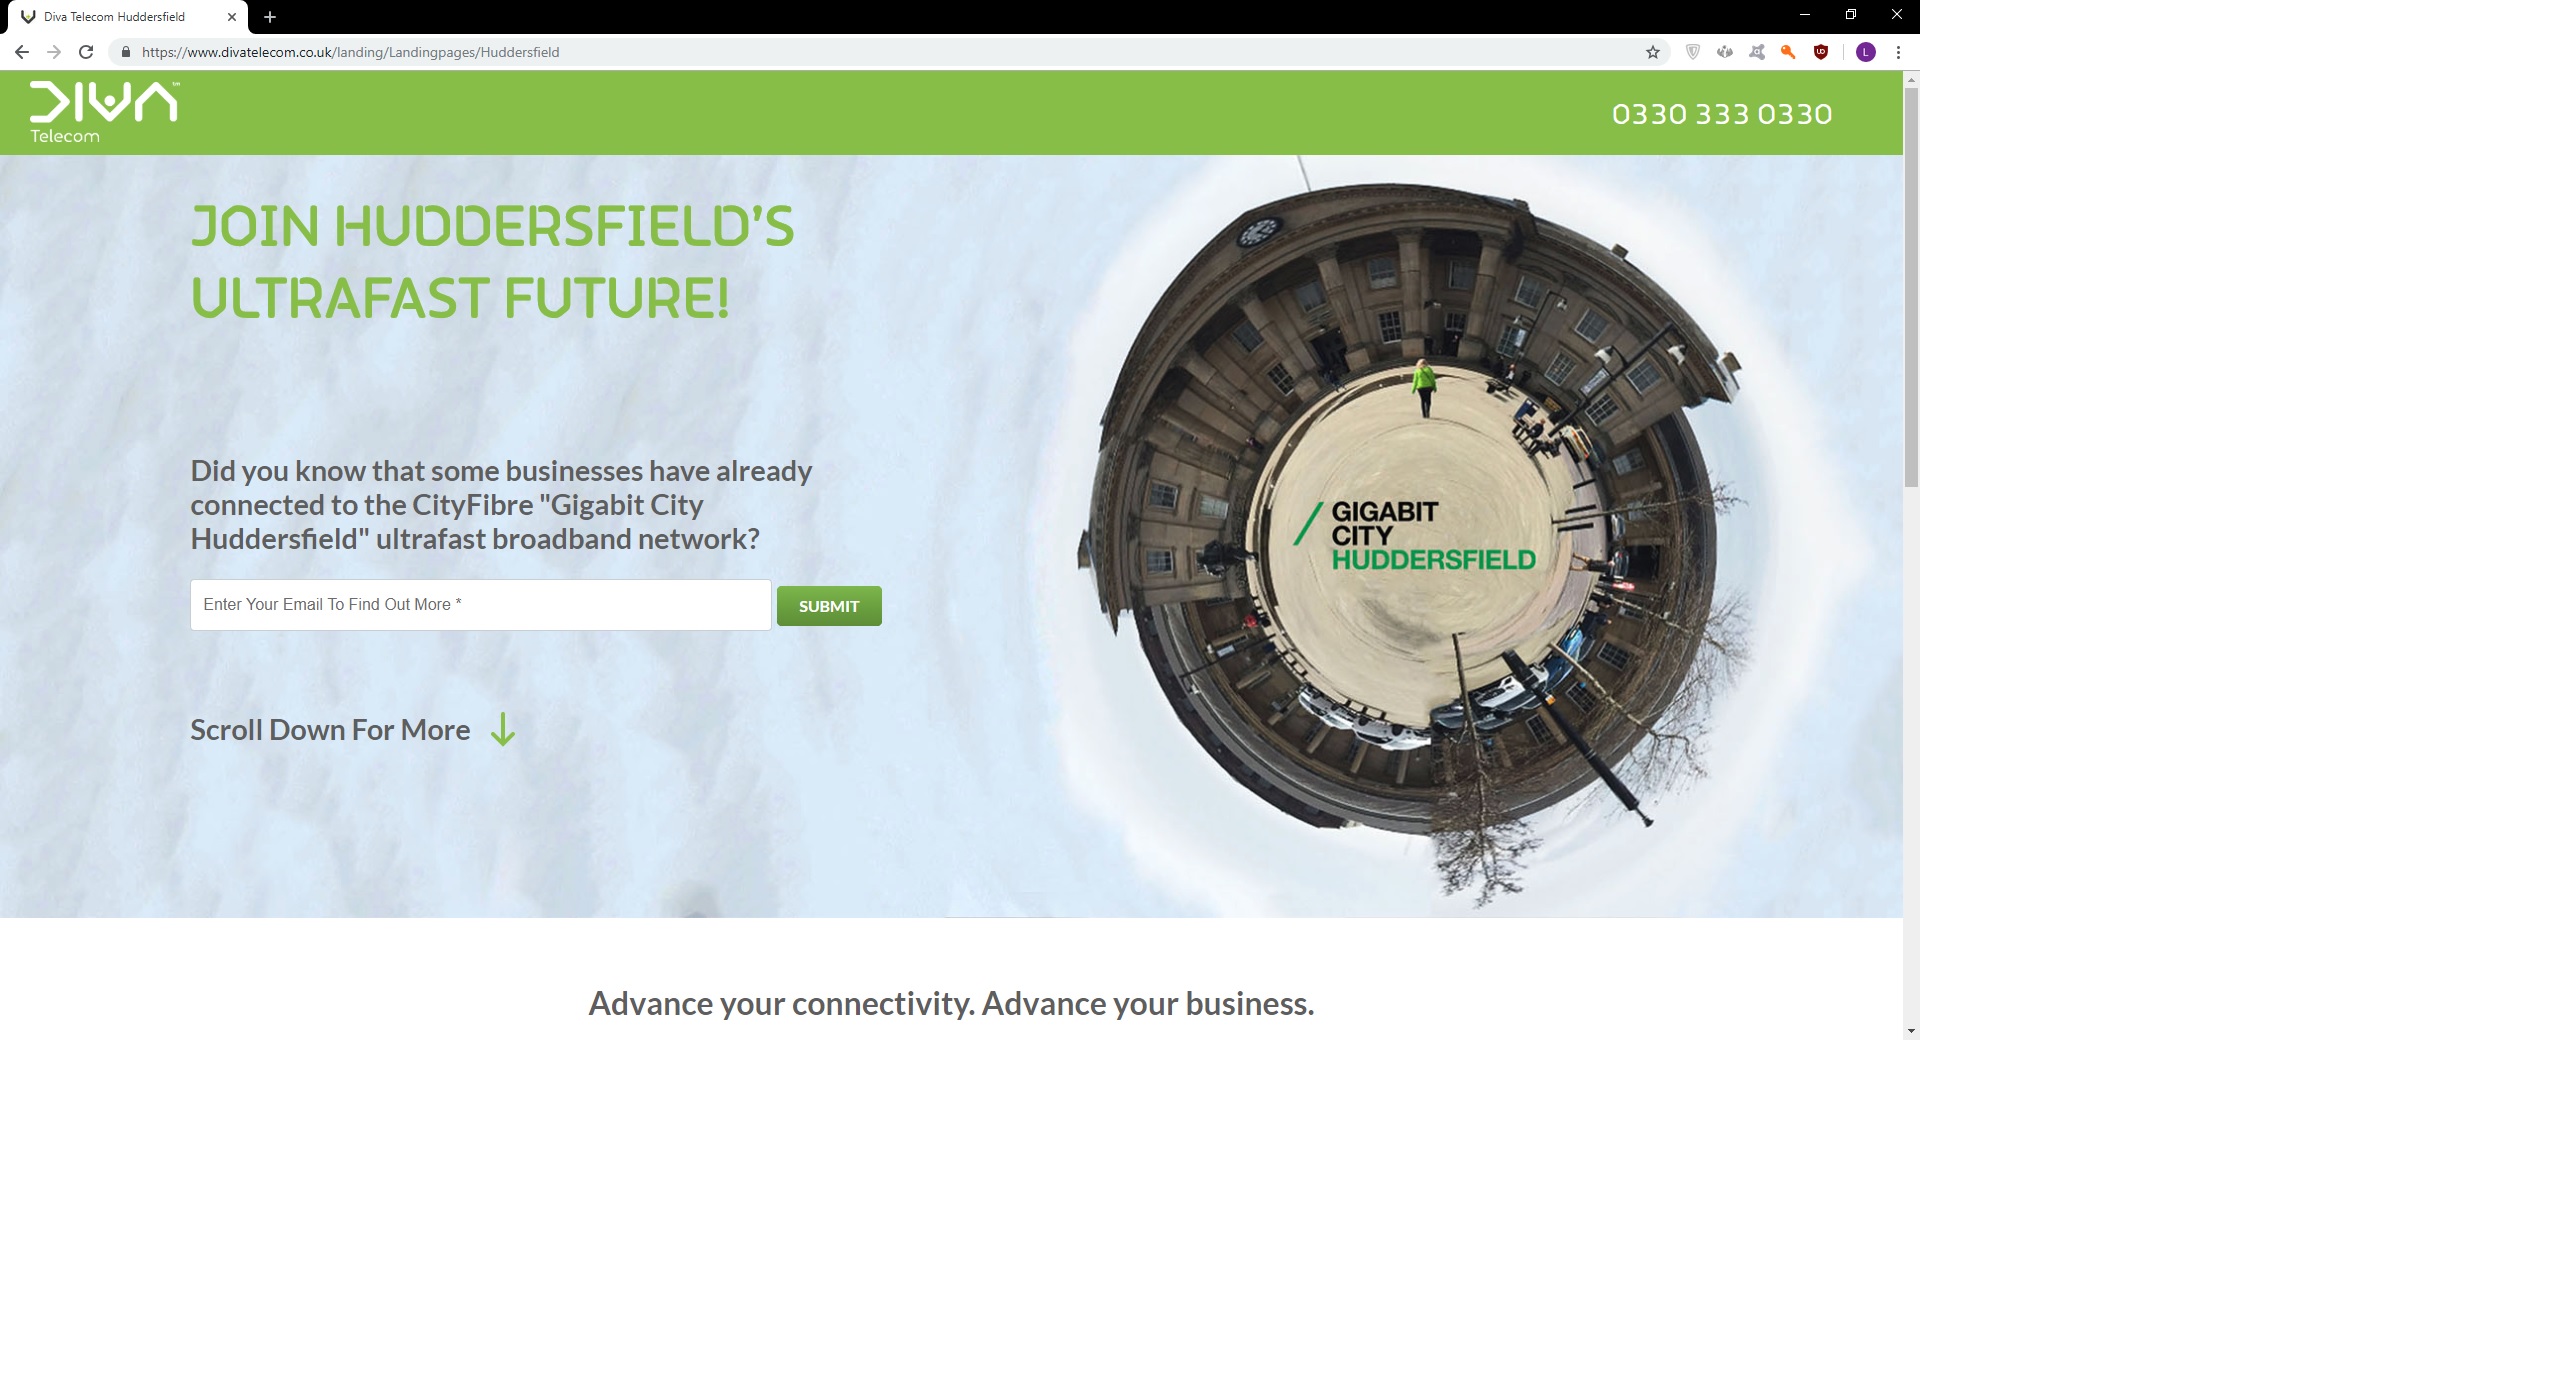 Diva Telecom Huddersfield
https://www.divatelecom.co.uk/landing/Landingpages/Huddersfield
L
DIVA™
Telecom
0330 333 0330
JOIN HUDDERSFIELD'S
ULTRAFAST FUTURE!
Did you know that some businesses have already
connected to the CityFibre "Gigabit City
Huddersfield" ultrafast broadband network?
Enter Your Email To Find Out More *
SUBMIT
Scroll Down For More
GIGABIT
CITY
HUDDERSFIELD
Advance your connectivity. Advance your business.